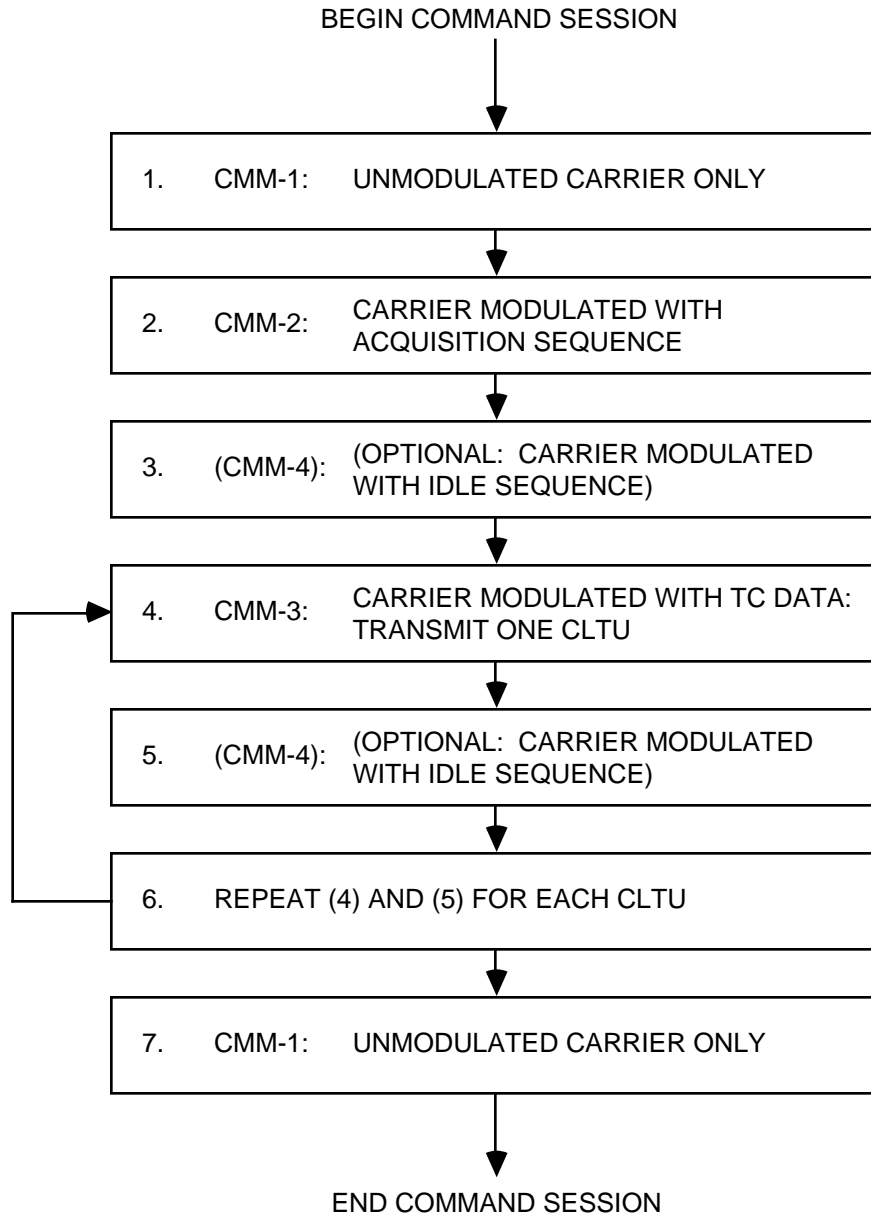 BEGIN COMMAND SESSION
1. CMM-1: UNMODULATED CARRIER ONLY
2. CMM-2: CARRIER MODULATED WITH
ACQUISITION SEQUENCE
3. (CMM-4): (OPTIONAL: CARRIER MODULATED
WITH IDLE SEQUENCE)
4. CMM-3: CARRIER MODULATED WITH TC DATA:
TRANSMIT ONE CLTU
5. (CMM-4): (OPTIONAL: CARRIER MODULATED
WITH IDLE SEQUENCE)
6. REPEAT (4) AND (5) FOR EACH CLTU
7. CMM-1: UNMODULATED CARRIER ONLY
END COMMAND SESSION